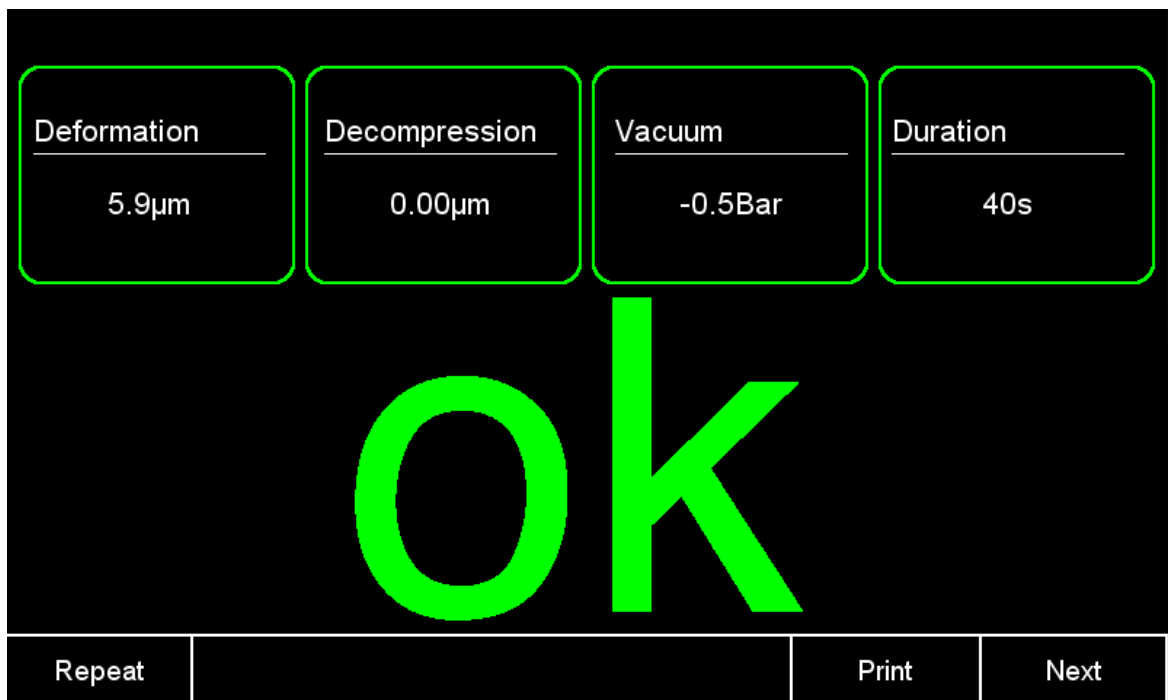 Deformation
5.9µm
Decompression
0.00µm
Vacuum
-0.5Bar
Duration
40s
ok
Repeat
Print
Next